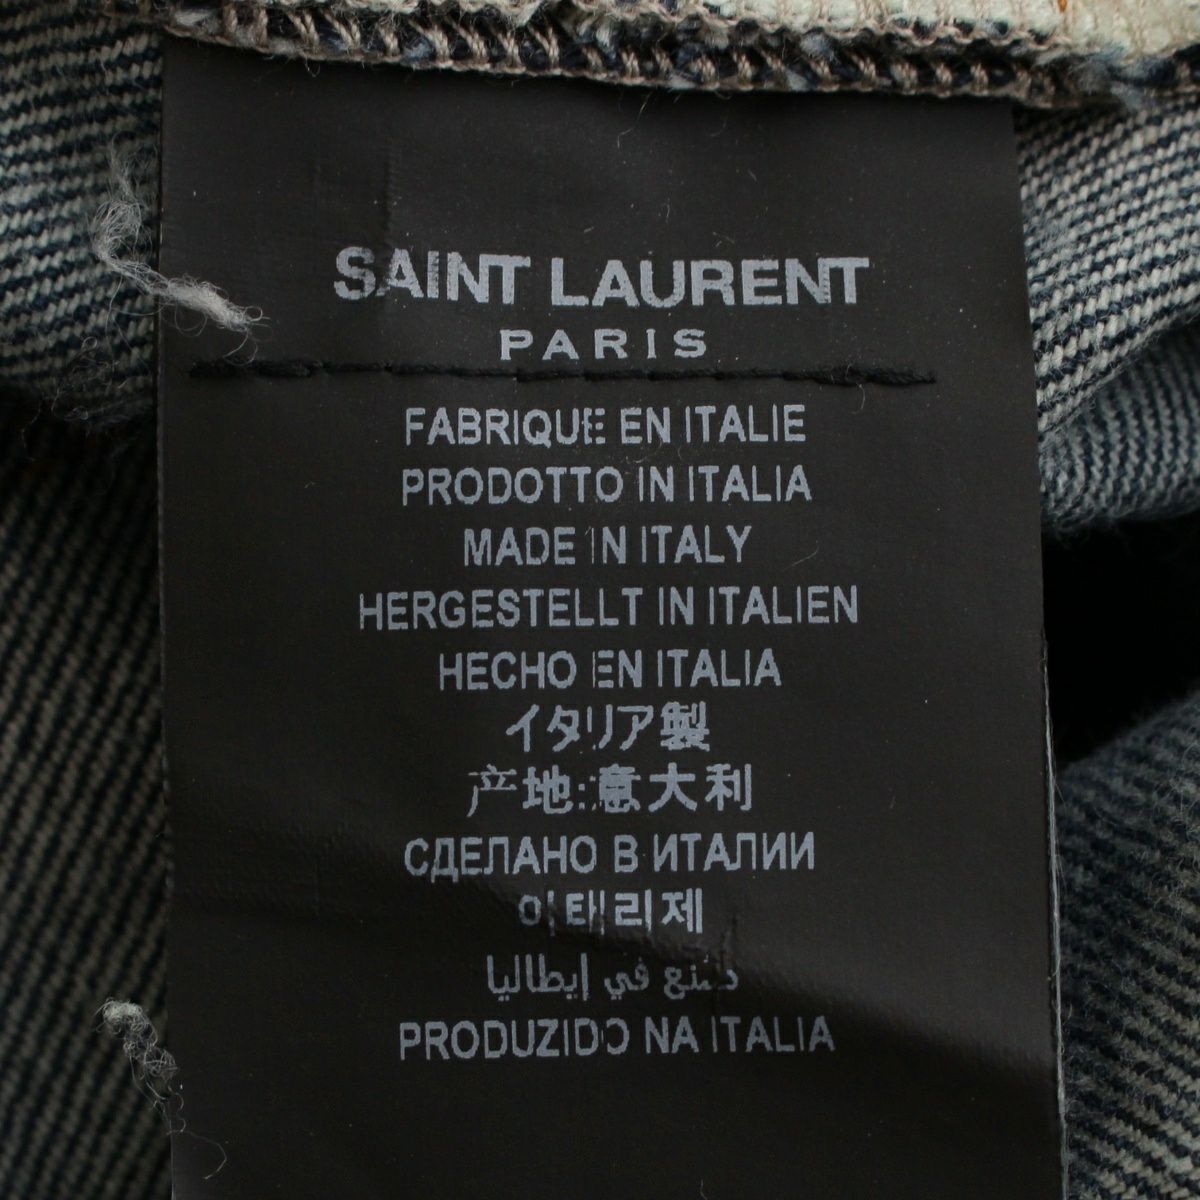 SAINT LAURENT
PARIS
FABRIQUE EN ITALIE
PRODOTTO IN ITALIA
MADE IN ITALY
HERGESTELLT IN ITALIEN
HECHO EN ITALIA
イタリア製
产地:意大利
СДЕЛАНО В ИТАЛИИ
이태리제
صنع في إيطاليا
PRODUZIDO NA ITALIA